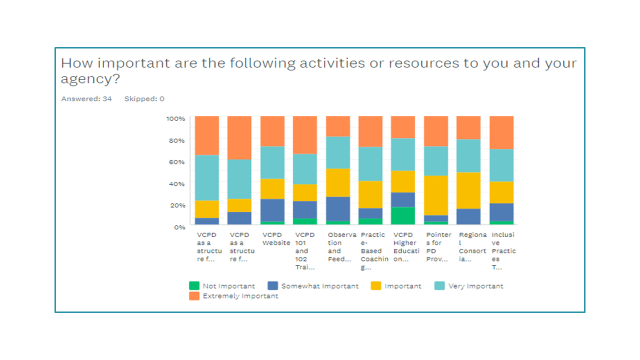 How important are the following activities or resources to you and your
agency?
Answered: 34 Skipped: 0
100%
80%
60%
40%
20%
0%
VCPD
as a
structu
re f...
VCPD
as a
structu
re f...
VCPD
Website
VCPD
101
and
102
Trai...
Observa
tion
and
Feed...
Practic
e-
Based
Coachin
g...
VCPD
Higher
Educati
on...
Pointer
s for
PD
Prov...
Regiona
l
Consort
ia...
Inclusi
ve
Practic
es
T...
Not Important
Somewhat Important
Important
Very Important
Extremely Important